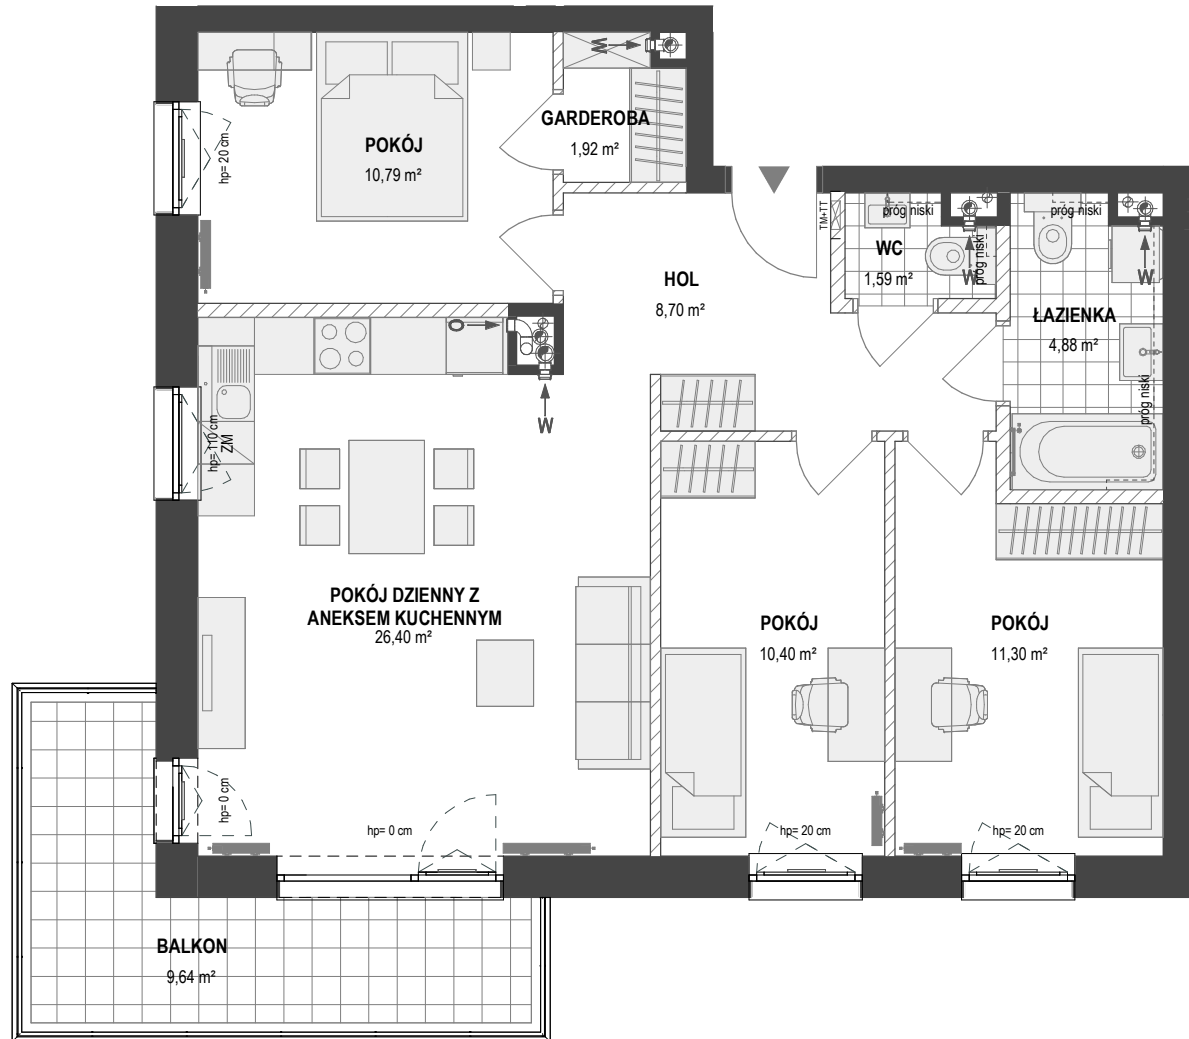 W
GARDEROBA
1,92 m²
POKÓJ
10,79 m²
hp= 20 cm
TM+TT
próg niski
WC
1,59 m²
W
próg niski
próg niski
W
ŁAZIENKA
4,88 m²
próg niski
HOL
8,70 m²
O
W
hp= 110 cm
ZM
POKÓJ DZIENNY Z
ANEKSEM KUCHENNYM
26,40 m²
POKÓJ
10,40 m²
POKÓJ
11,30 m²
hp= 0 cm
hp= 0 cm
hp= 20 cm
hp= 20 cm
BALKON
9,64 m²